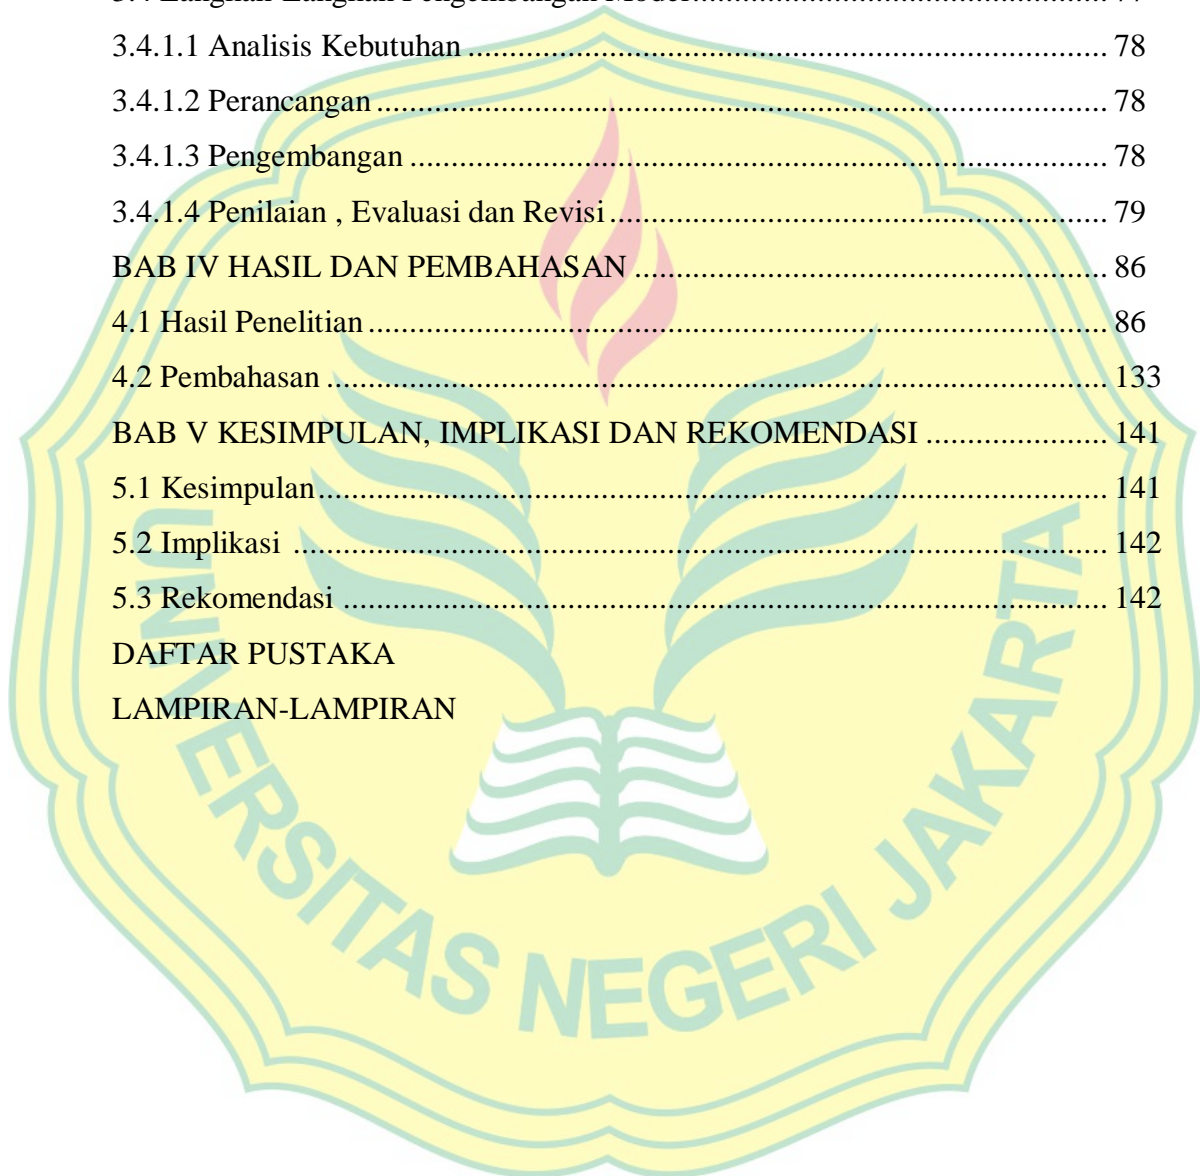 3.4.1.1 Analisis Kebutuhan ........................................................................... 78
3.4.1.2 Perancangan ...................................................................................... 78
3.4.1.3 Pengembangan .................................................................................. 78
3.4.1.4 Penilaian , Evaluasi dan Revisi .......................................................... 79
BAB IV HASIL DAN PEMBAHASAN ....................................................... 86
4.1 Hasil Penelitian ....................................................................................... 86
4.2 Pembahasan ............................................................................................ 133
BAB V KESIMPULAN, IMPLIKASI DAN REKOMENDASI ...................... 141
5.1 Kesimpulan ............................................................................................. 141
5.2 Implikasi ................................................................................................ 142
5.3 Rekomendasi .......................................................................................... 142
DAFTAR PUSTAKA
LAMPIRAN-LAMPIRAN
UNIVERSITAS NEGERI JAKARTA